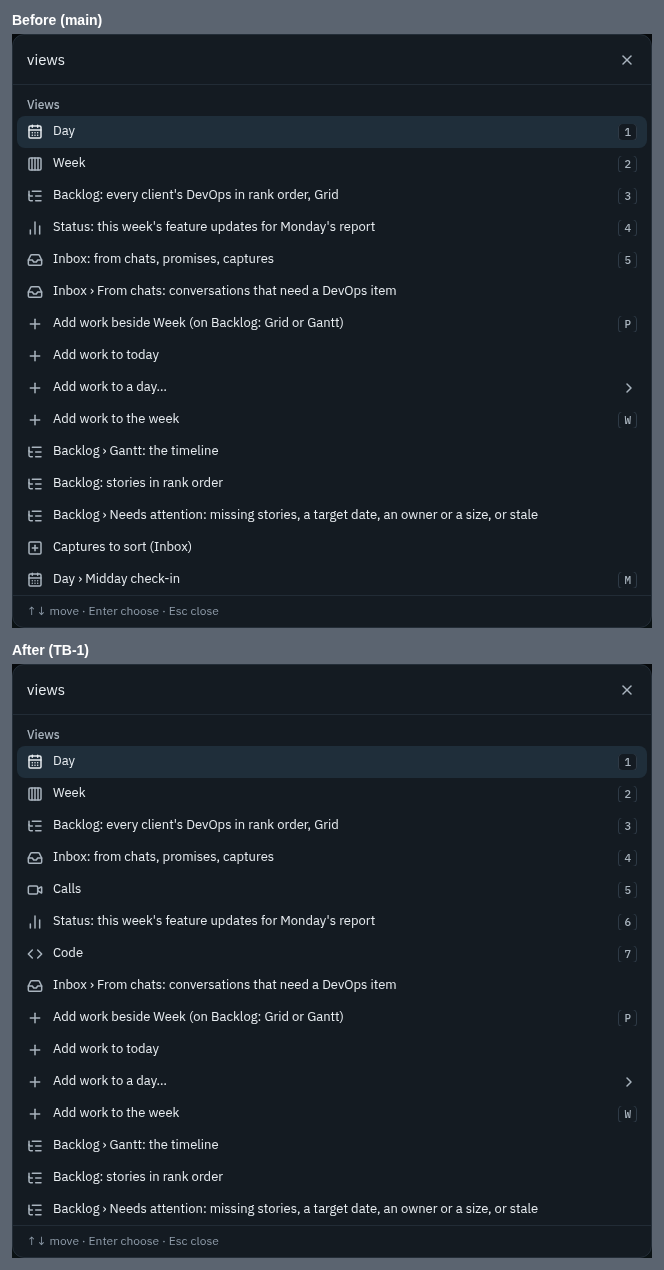 Before (main)
views
Views
Day 1
Week 2
Backlog: every client's DevOps in rank order, Grid 3
Status: this week's feature updates for Monday's report 4
Inbox: from chats, promises, captures 5
Inbox › From chats: conversations that need a DevOps item
Add work beside Week (on Backlog: Grid or Gantt) P
Add work to today
Add work to a day...
Add work to the week W
Backlog › Gantt: the timeline
Backlog: stories in rank order
Backlog › Needs attention: missing stories, a target date, an owner or a size, or stale
Captures to sort (Inbox)
Day › Midday check-in M
↑↓ move · Enter choose · Esc close
After (TB-1)
views
Views
Day 1
Week 2
Backlog: every client's DevOps in rank order, Grid 3
Inbox: from chats, promises, captures 4
Calls 5
Status: this week's feature updates for Monday's report 6
Code 7
Inbox › From chats: conversations that need a DevOps item
Add work beside Week (on Backlog: Grid or Gantt) P
Add work to today
Add work to a day...
Add work to the week W
Backlog › Gantt: the timeline
Backlog: stories in rank order
Backlog › Needs attention: missing stories, a target date, an owner or a size, or stale
↑↓ move · Enter choose · Esc close